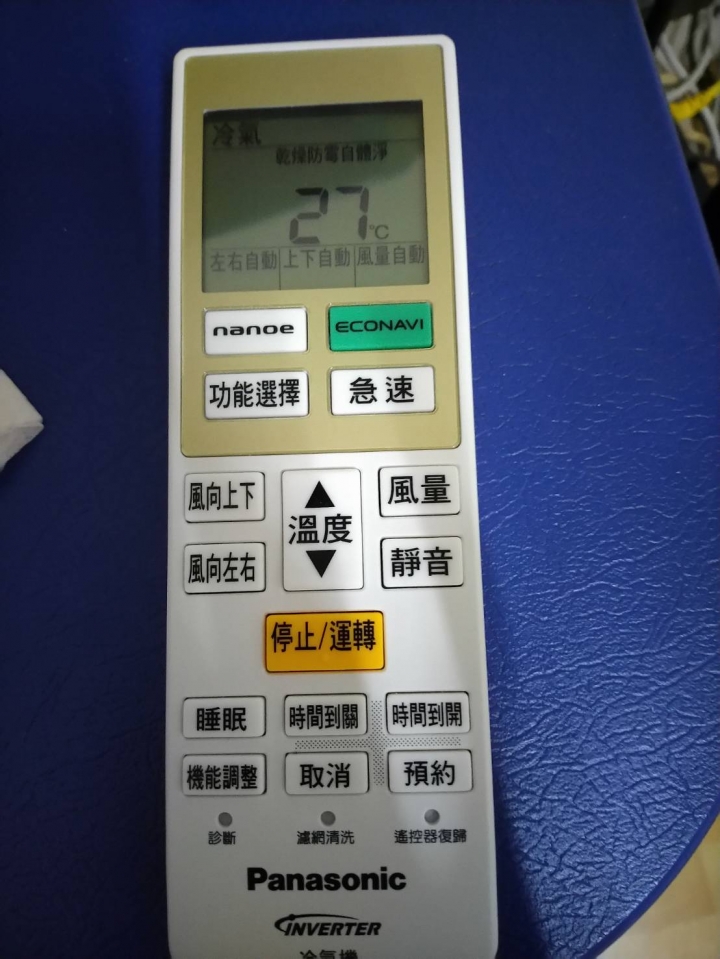 冷氣
乾燥防霉自體淨
27℃
左右自動 上下自動 風量自動
nanoe ECONAVI
功能選擇 急速
風向上下 ▲ 溫度 ▼ 風量
風向左右 靜音
停止/運轉
睡眠 時間到關 時間到開
機能調整 取消 預約
診斷 濾網清洗 遙控器復歸
Panasonic
INVERTER
冷氣機